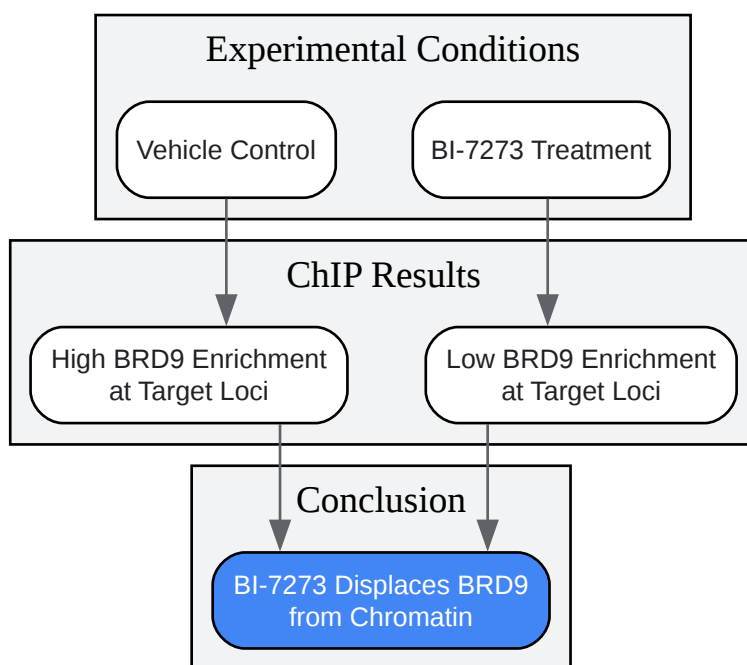 Experimental Conditions
Vehicle Control
BI-7273 Treatment
ChIP Results
High BRD9 Enrichment
at Target Loci
Low BRD9 Enrichment
at Target Loci
Conclusion
BI-7273 Displaces BRD9
from Chromatin